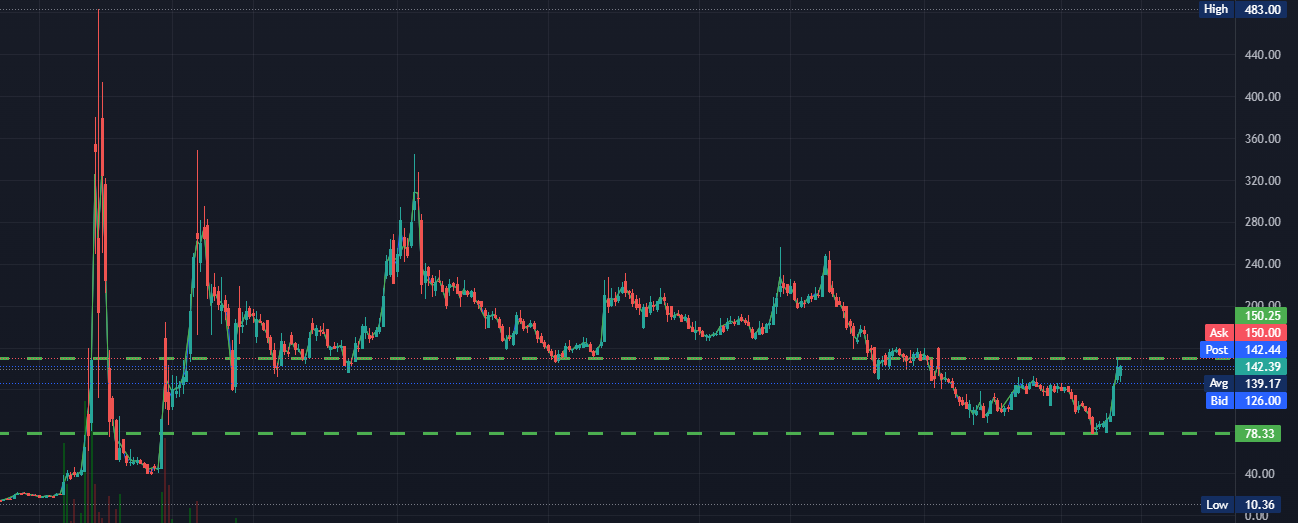 High 483.00
440.00
400.00
360.00
320.00
280.00
240.00
200.00
150.25
Ask 150.00
Post 142.44
142.39
Avg 139.17
Bid 126.00
78.33
40.00
Low 10.36
0.00